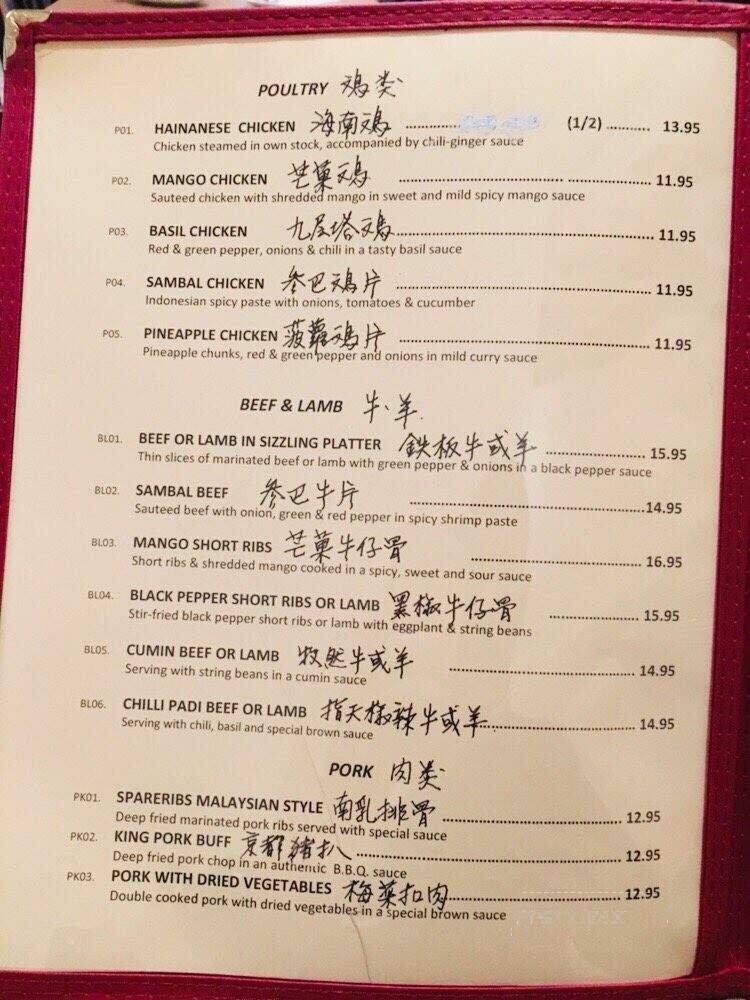 POULTRY 鸡类
P01. HAINANESE CHICKEN 海南鸡 (1/2) 13.95
Chicken steamed in own stock, accompanied by chili-ginger sauce
P02. MANGO CHICKEN 芒菓鸡 11.95
Sauteed chicken with shredded mango in sweet and mild spicy mango sauce
P03. BASIL CHICKEN 九层塔鸡 11.95
Red & green pepper, onions & chili in a tasty basil sauce
P04. SAMBAL CHICKEN 参巴鸡片 11.95
Indonesian spicy paste with onions, tomatoes & cucumber
P05. PINEAPPLE CHICKEN 菠蘿鸡片 11.95
Pineapple chunks, red & green pepper and onions in mild curry sauce
BEEF & LAMB 牛、羊
BL01. BEEF OR LAMB IN SIZZLING PLATTER 鉄板牛或羊 15.95
Thin slices of marinated beef or lamb with green pepper & onions in a black pepper sauce
BL02. SAMBAL BEEF 参巴牛片 14.95
Sauteed beef with onion, green & red pepper in spicy shrimp paste
BL03. MANGO SHORT RIBS 芒菓牛仔骨 16.95
Short ribs & shredded mango cooked in a spicy, sweet and sour sauce
BL04. BLACK PEPPER SHORT RIBS OR LAMB 黑椒牛仔骨 15.95
Stir-fried black pepper short ribs or lamb with eggplant & string beans
BL05. CUMIN BEEF OR LAMB 牧然牛或羊 14.95
Serving with string beans in a cumin sauce
BL06. CHILLI PADI BEEF OR LAMB 指天椒辣牛或羊 14.95
Serving with chili, basil and special brown sauce
PORK 肉类
PK01. SPARERIBS MALAYSIAN STYLE 南乳排骨 12.95
Deep fried marinated pork ribs served with special sauce
PK02. KING PORK BUFF 京都豬扒 12.95
Deep fried pork chop in an authentic B.B.Q. sauce
PK03. PORK WITH DRIED VEGETABLES 梅菜扣肉 12.95
Double cooked pork with dried vegetables in a special brown sauce